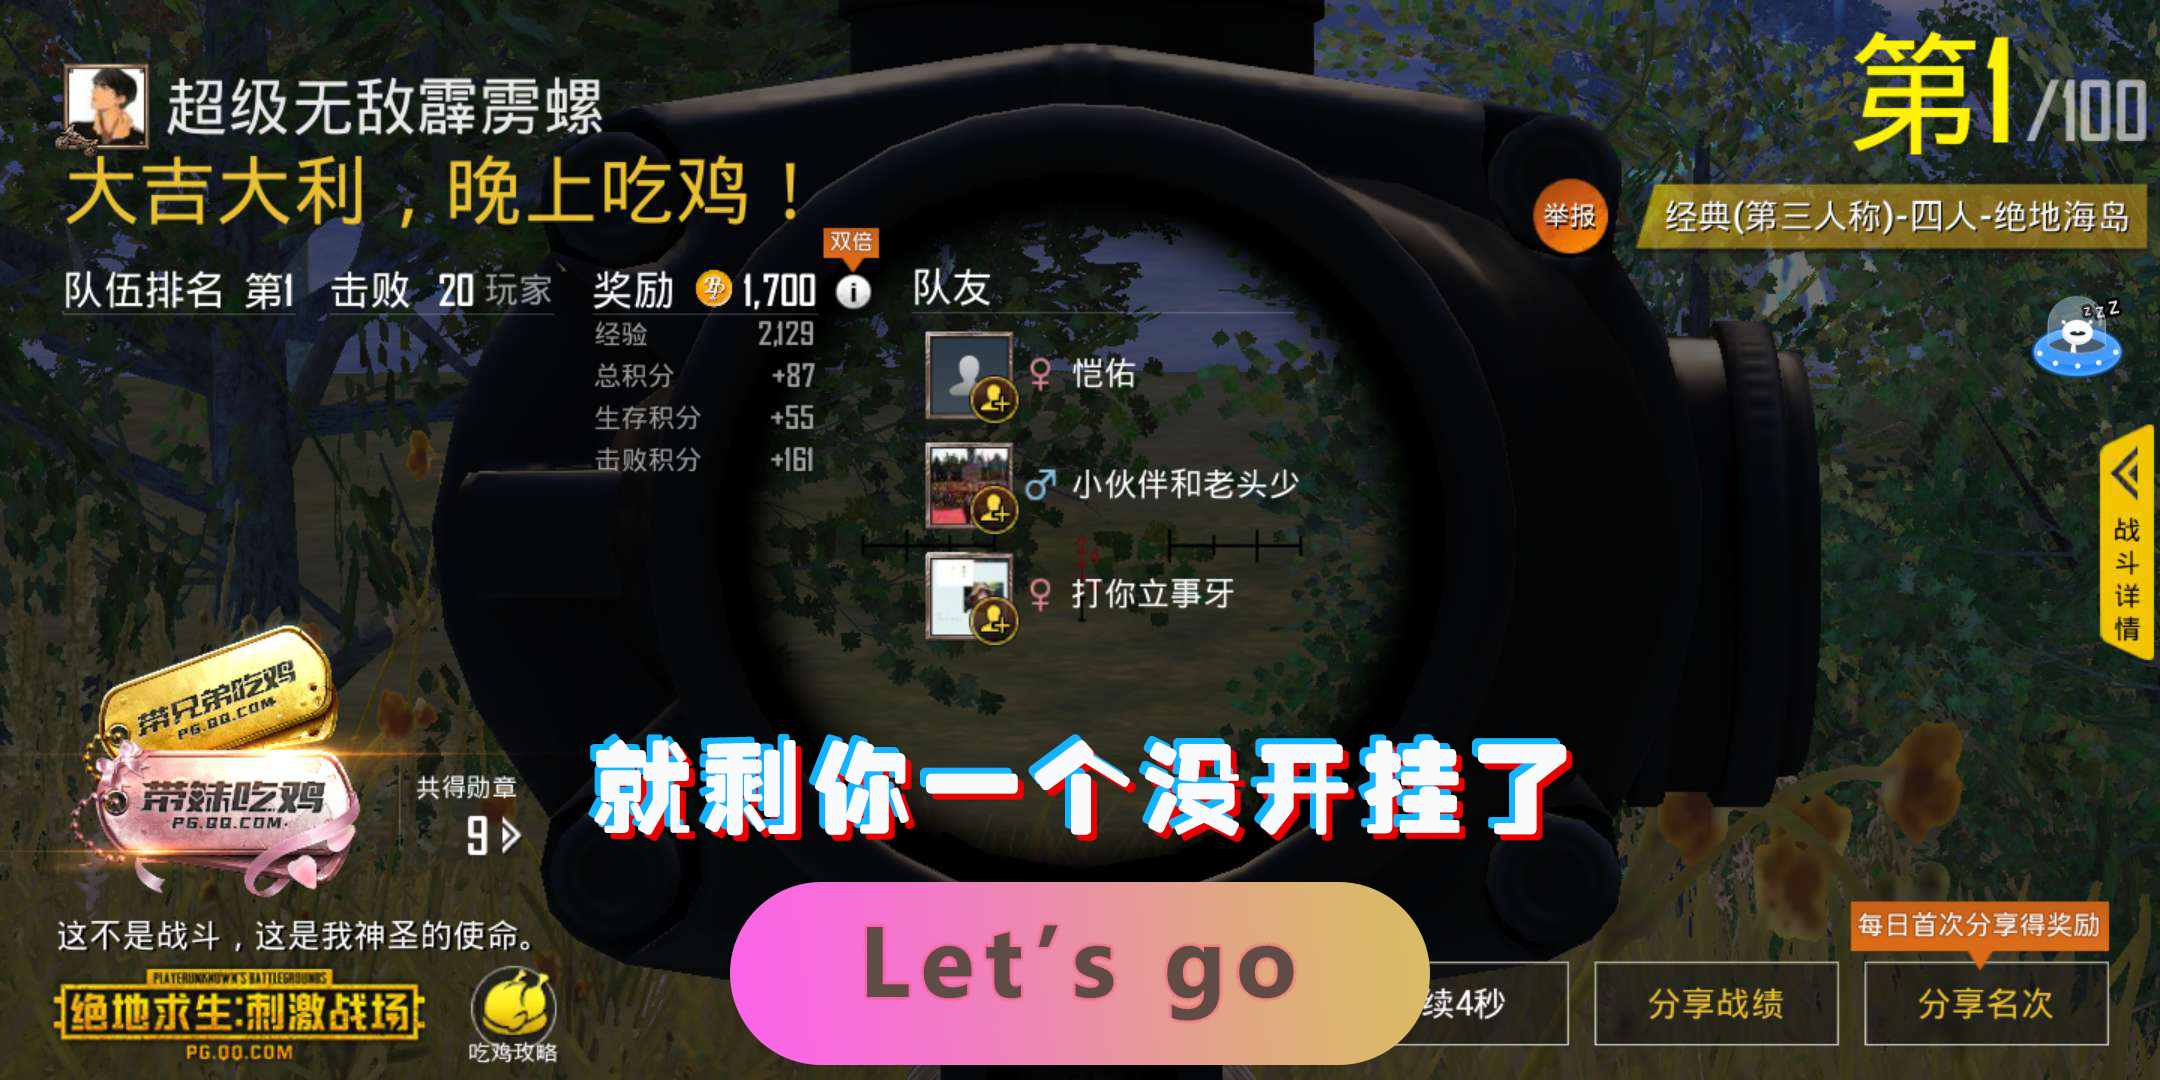 超级无敌霹雳螺
大吉大利，晚上吃鸡！
第1/100
举报
经典(第三人称)-四人-绝地海岛
双倍
队伍排名 第1 击败 20 玩家
奖励 1,700
经验 2,129
总积分 +87
生存积分 +55
击败积分 +161
队友
恺佑
小伙伴和老头少
打你立事牙
zzZ
战斗详情
带兄弟吃鸡
PG.QQ.COM
带妹吃鸡
PG.QQ.COM
共得勋章
9
就剩你一个没开挂了
Let's go
这不是战斗，这是我神圣的使命。
PLAYERUNKNOWN'S BATTLEGROUNDS
绝地求生:刺激战场
PG.QQ.COM
吃鸡攻略
续4秒
分享战绩
每日首次分享得奖励
分享名次